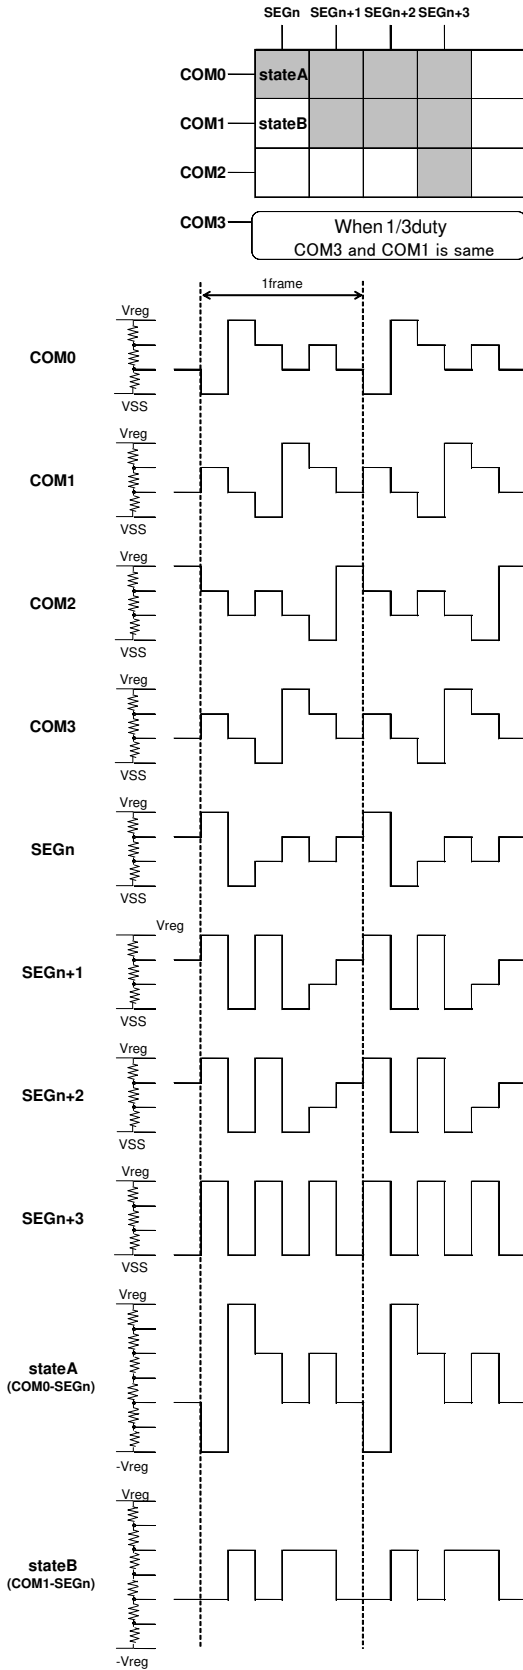 SEGn SEGn+1 SEGn+2 SEGn+3
COM0 stateA
COM1 stateB
COM2
COM3 When 1/3duty
COM3 and COM1 is same
1frame
Vreg
COM0
VSS
Vreg
COM1
VSS
Vreg
COM2
VSS
Vreg
COM3
VSS
Vreg
SEGn
VSS
Vreg
SEGn+1
VSS
Vreg
SEGn+2
VSS
Vreg
SEGn+3
VSS
Vreg
stateA
(COM0-SEGn)
-Vreg
Vreg
stateB
(COM1-SEGn)
-Vreg